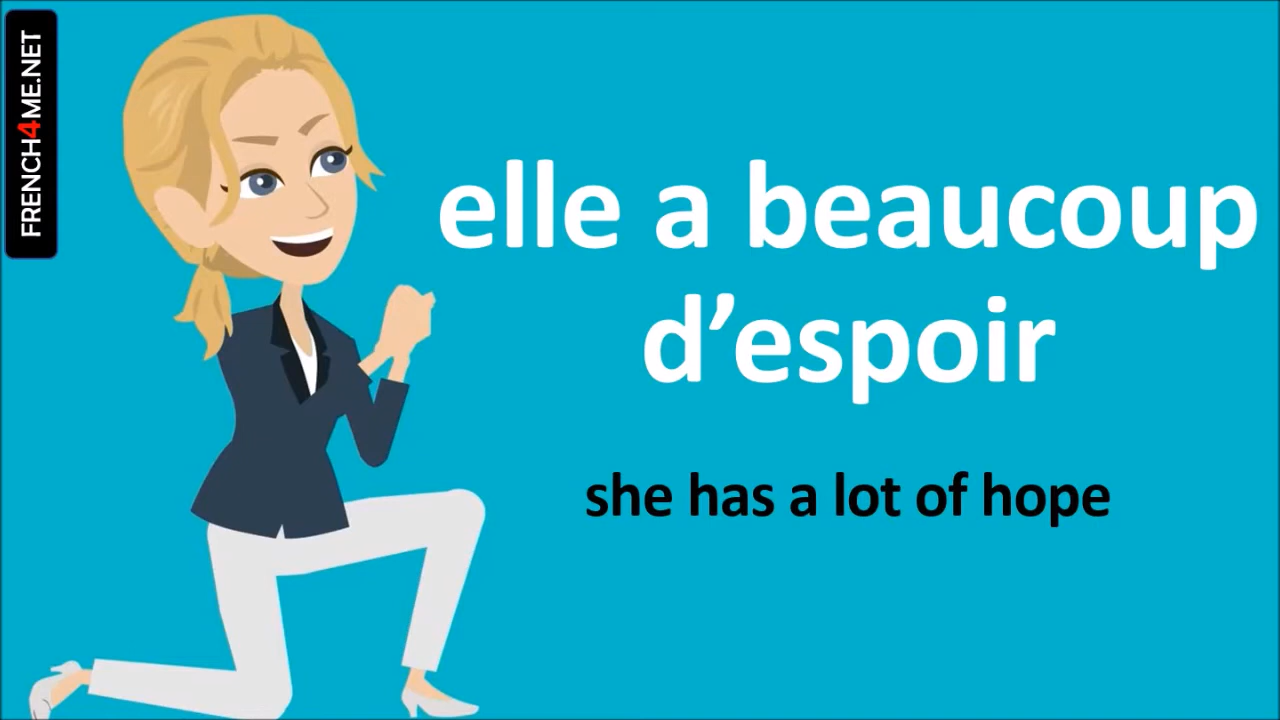 FRENCH4ME.NET
elle a beaucoup
d’espoir
she has a lot of hope